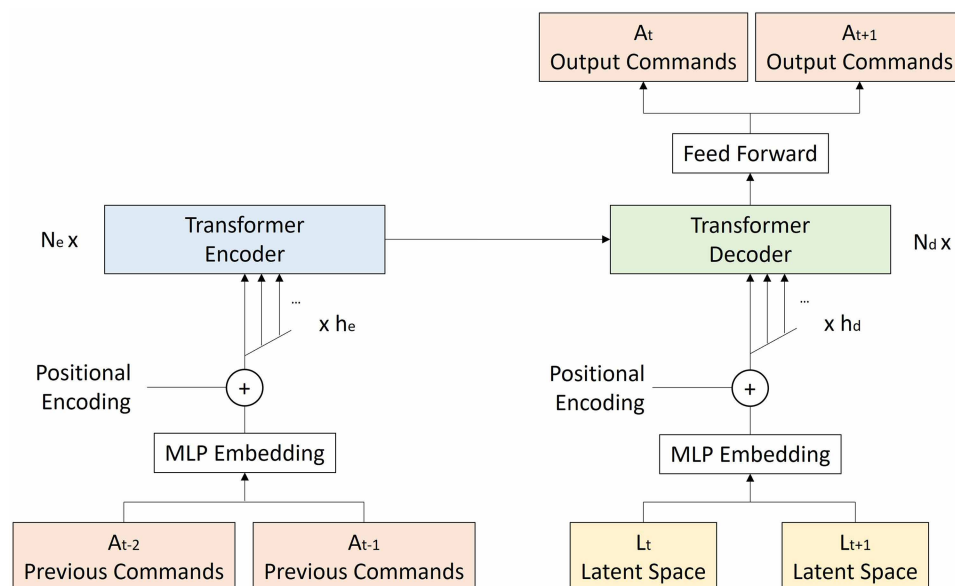 At
Output Commands
At+1
Output Commands
Feed Forward
Ne x
Transformer
Encoder
Transformer
Decoder
Nd x
...
x he
...
x hd
Positional
Encoding
+
Positional
Encoding
+
MLP Embedding
MLP Embedding
At-2
Previous Commands
At-1
Previous Commands
Lt
Latent Space
Lt+1
Latent Space